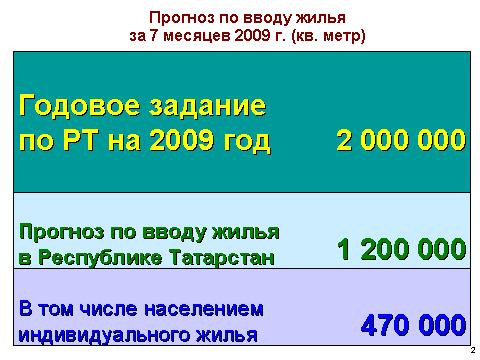 Прогноз по вводу жилья
за 7 месяцев 2009 г. (кв. метр)
Годовое задание
по РТ на 2009 год 2 000 000
Прогноз по вводу жилья
в Республике Татарстан 1 200 000
В том числе населением
индивидуального жилья 470 000
2